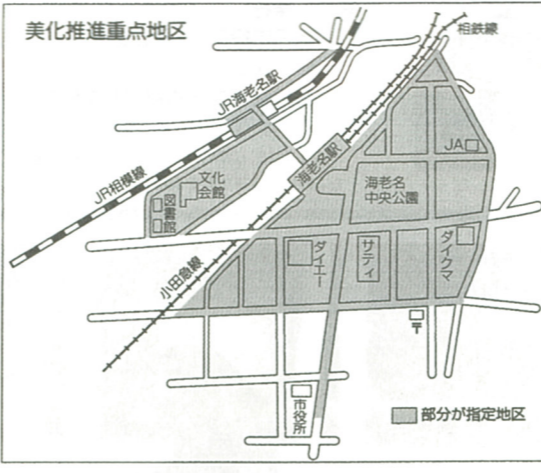 美化推進重点地区
相鉄線
JR海老名駅
JA
海老名駅
JR相模線
文化
会館
図書館
海老名
中央公園
小田急線
ダイエー
サティ
ダイクマ
〒
市役所
部分が指定地区